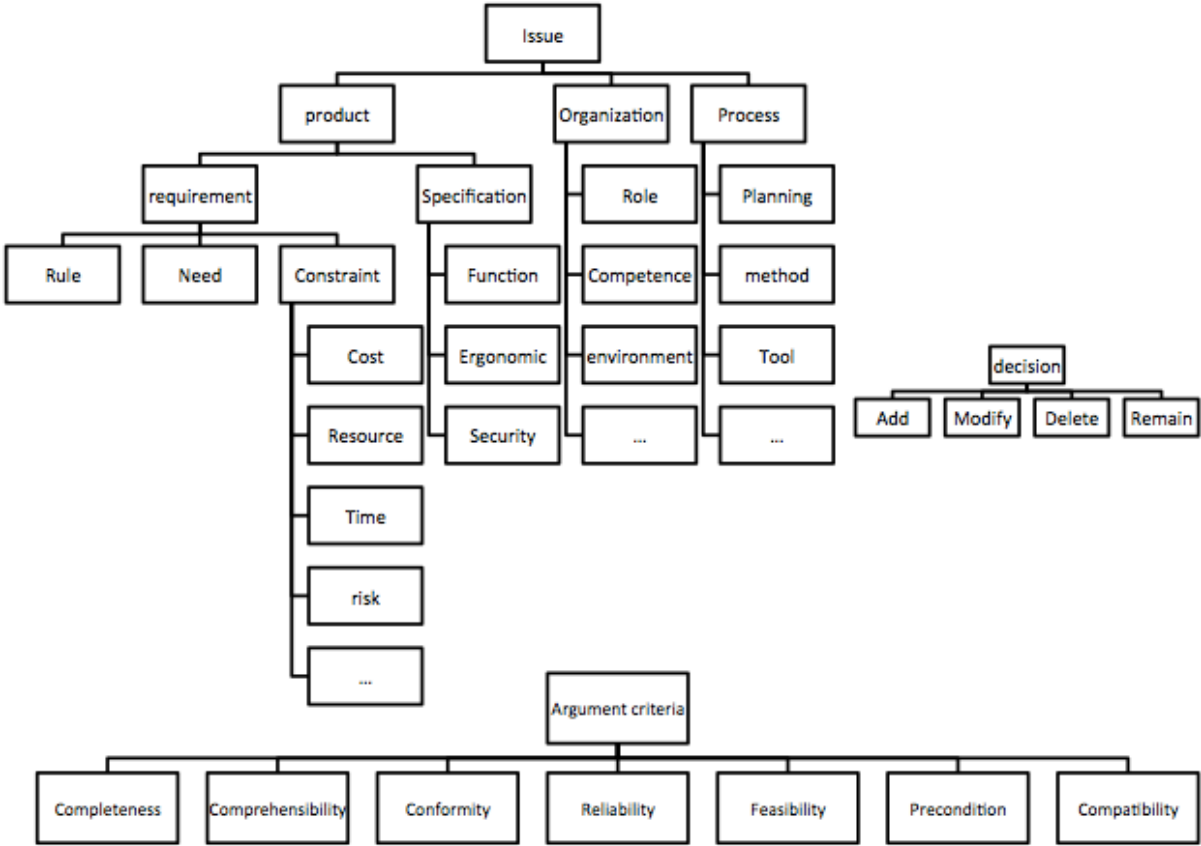 Issue
product
Organization
Process
requirement
Specification
Role
Planning
Rule
Need
Constraint
Function
Competence
method
Cost
Ergonomic
environment
Tool
decision
Resource
Security
...
...
Add
Modify
Delete
Remain
Time
risk
...
Argument criteria
Completeness
Comprehensibility
Conformity
Reliability
Feasibility
Precondition
Compatibility